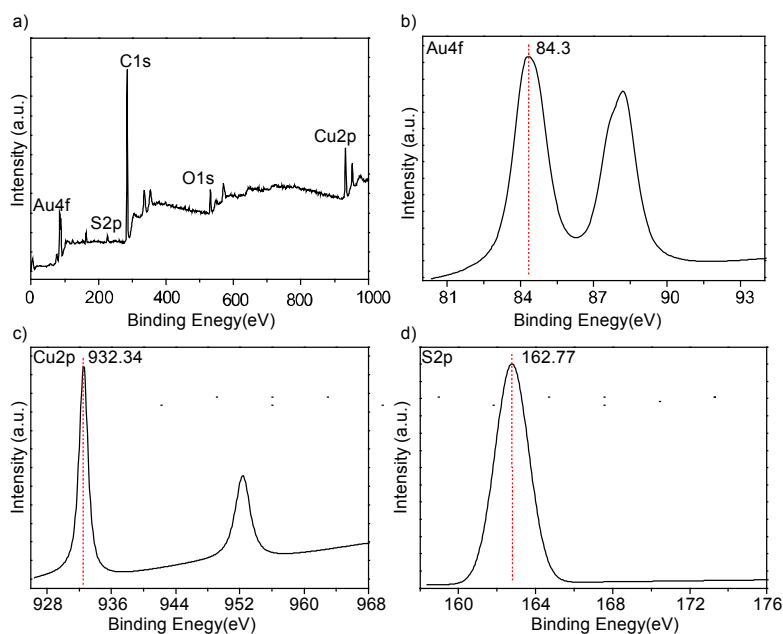 a)
Intensity (a.u.)
C1s
Au4f
S2p
O1s
Cu2p
0 200 400 600 800 1000
Binding Enegy(eV)
b)
Intensity (a.u.)
Au4f 84.3
81 84 87 90 93
Binding Enegy(eV)
c)
Intensity (a.u.)
Cu2p 932.34
928 936 944 952 960 968
Binding Enegy(eV)
d)
Intensity (a.u.)
S2p 162.77
160 164 168 172 176
Binding Enegy(eV)